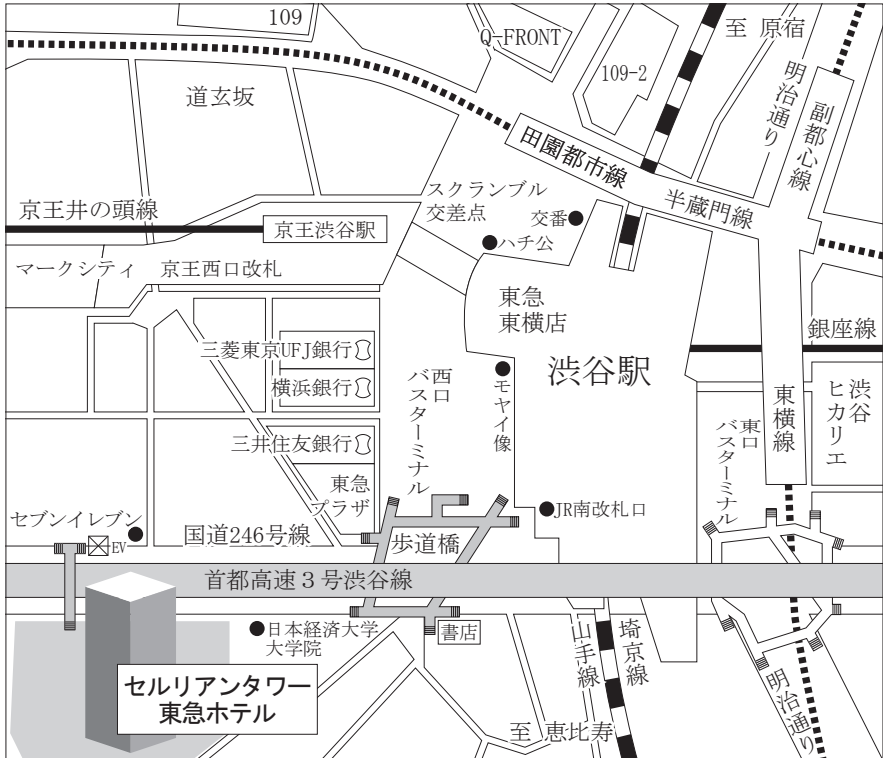 109
Q-FRONT
至 原宿
109-2
明治通り
副都心線
道玄坂
田園都市線
半蔵門線
スクランブル
交差点
交番
ハチ公
京王井の頭線
京王渋谷駅
マークシティ
京王西口改札
東急
東横店
銀座線
三菱東京UFJ銀行
横浜銀行
西口
バスターミナル
モヤイ像
渋谷駅
東横線
渋谷
ヒカリエ
東口
バスターミナル
三井住友銀行
東急
プラザ
JR南改札口
セブンイレブン
EV
国道246号線
歩道橋
首都高速3号渋谷線
日本経済大学
大学院
書店
山手線
埼京線
セルリアンタワー
東急ホテル
至 恵比寿
明治通り